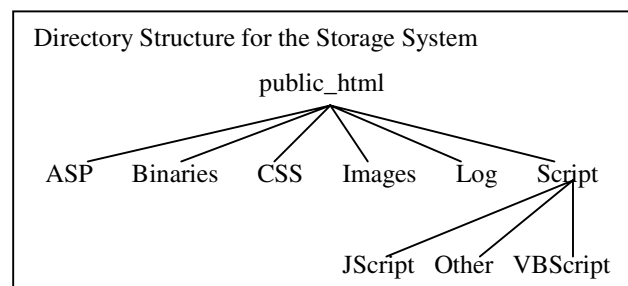 Directory Structure for the Storage System
public_html
ASP Binaries CSS Images Log Script
JScript Other VBScript